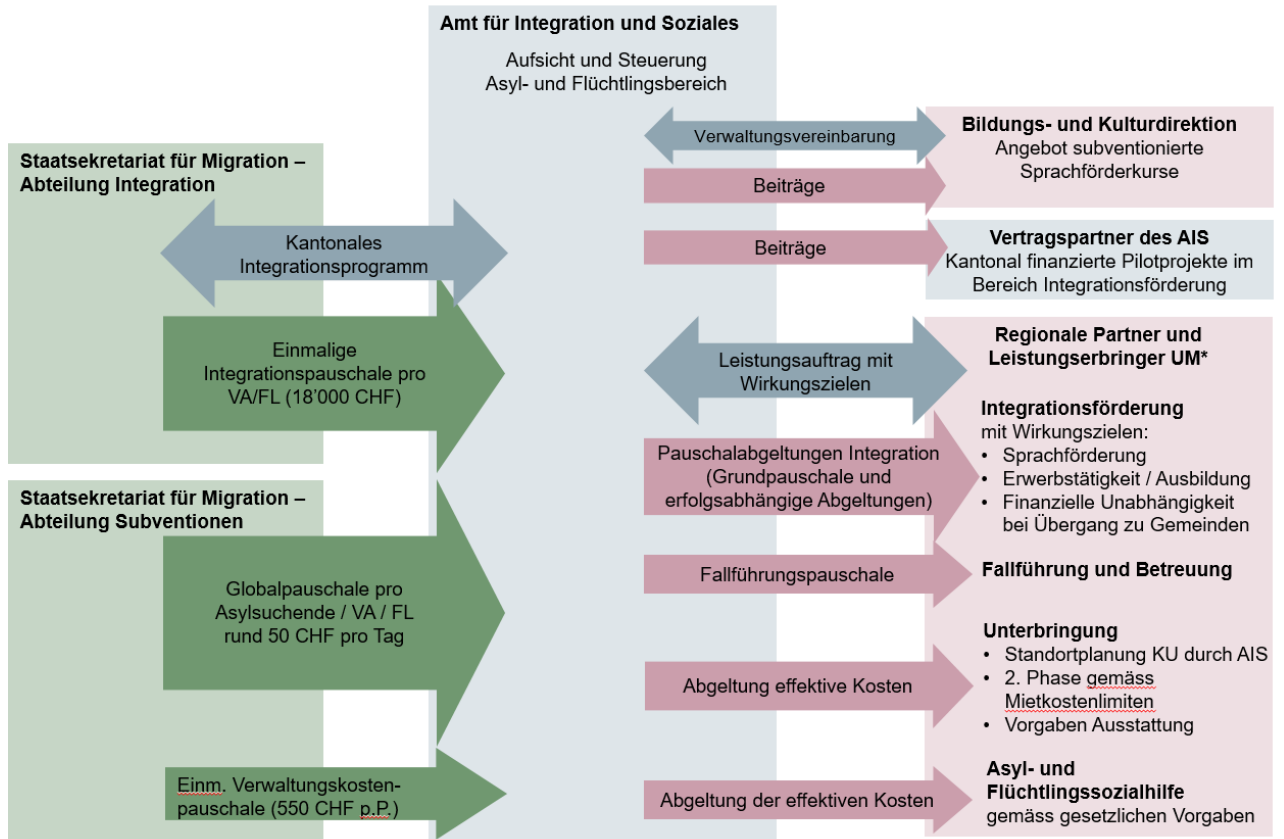 Amt für Integration und Soziales
Aufsicht und Steuerung
Asyl- und Flüchtlingsbereich
Staatsekretariat für Migration –
Abteilung Integration
Kantonales
Integrationsprogramm
Einmalige
Integrationspauschale pro
VA/FL (18’000 CHF)
Staatsekretariat für Migration –
Abteilung Subventionen
Globalpauschale pro
Asylsuchende / VA / FL
rund 50 CHF pro Tag
Einm. Verwaltungskosten-
pauschale (550 CHF p.P.)
Verwaltungsvereinbarung
Beiträge
Bildungs- und Kulturdirektion
Angebot subventionierte
Sprachförderkurse
Beiträge
Vertragspartner des AIS
Kantonal finanzierte Pilotprojekte im
Bereich Integrationsförderung
Leistungsauftrag mit
Wirkungszielen
Regionale Partner und
Leistungserbringer UM*
Pauschalabgeltungen Integration
(Grundpauschale und
erfolgsabhängige Abgeltungen)
Integrationsförderung
mit Wirkungszielen:
• Sprachförderung
• Erwerbstätigkeit / Ausbildung
• Finanzielle Unabhängigkeit
bei Übergang zu Gemeinden
Fallführungspauschale
Fallführung und Betreuung
Abgeltung effektive Kosten
Unterbringung
• Standortplanung KU durch AIS
• 2. Phase gemäss
Mietkostenlimiten
• Vorgaben Ausstattung
Abgeltung der effektiven Kosten
Asyl- und
Flüchtlingssozialhilfe
gemäss gesetzlichen Vorgaben